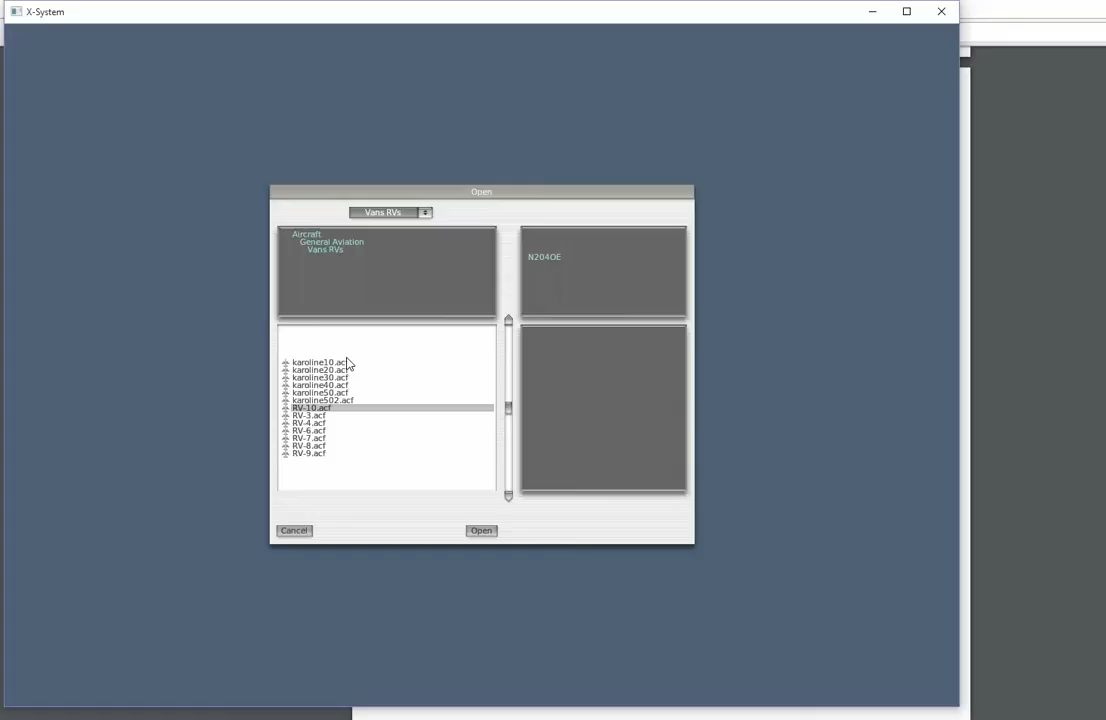 X-System
Open
Vans RVs
Aircraft
General Aviation
Vans RVs
N204OE
karoline10.acf
karoline20.acf
karoline30.acf
karoline40.acf
karoline50.acf
karoline502.acf
RV-10.acf
RV-3.acf
RV-4.acf
RV-6.acf
RV-7.acf
RV-8.acf
RV-9.acf
Cancel
Open